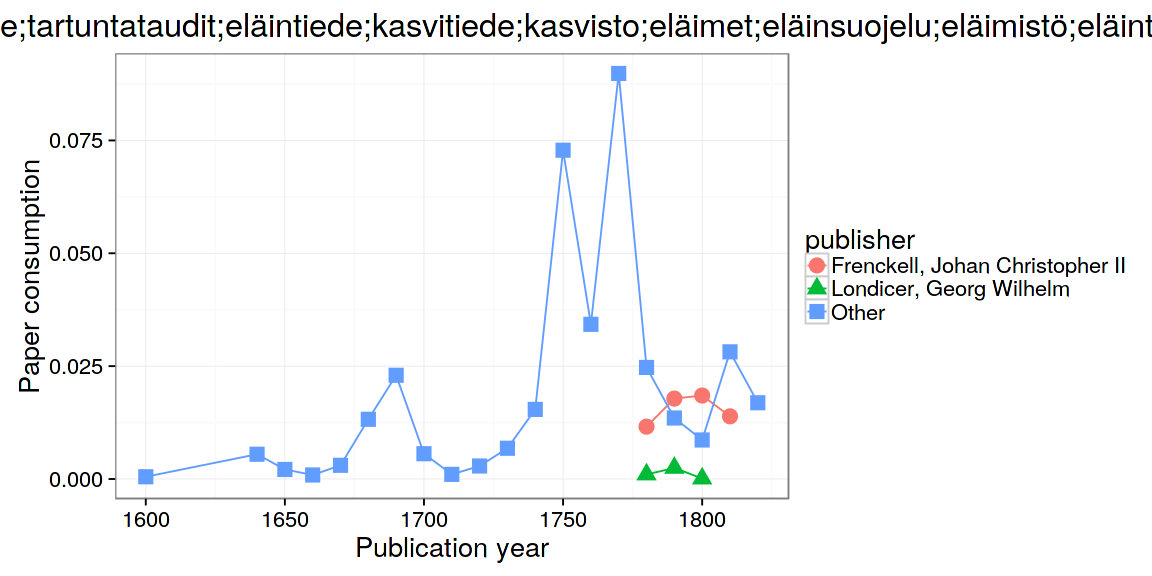 e;tartuntataudit;eläintiede;kasvitiede;kasvisto;eläimet;eläinsuojelu;eläimistö;eläint
0.075
0.050
0.025
0.000
Paper consumption
1600 1650 1700 1750 1800
Publication year
publisher
Frenckell, Johan Christopher II
Londicer, Georg Wilhelm
Other